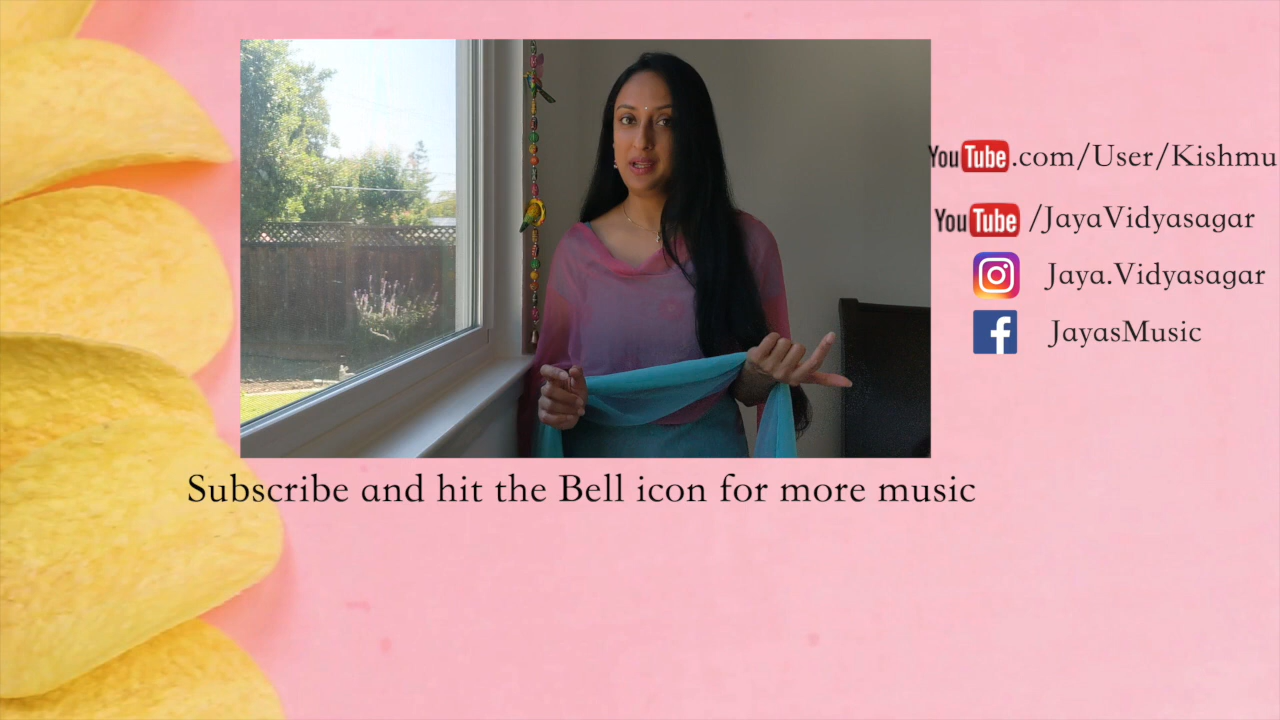 YouTube.com/User/Kishmu
YouTube /JayaVidyasagar
Jaya.Vidyasagar
JayasMusic
Subscribe and hit the Bell icon for more music